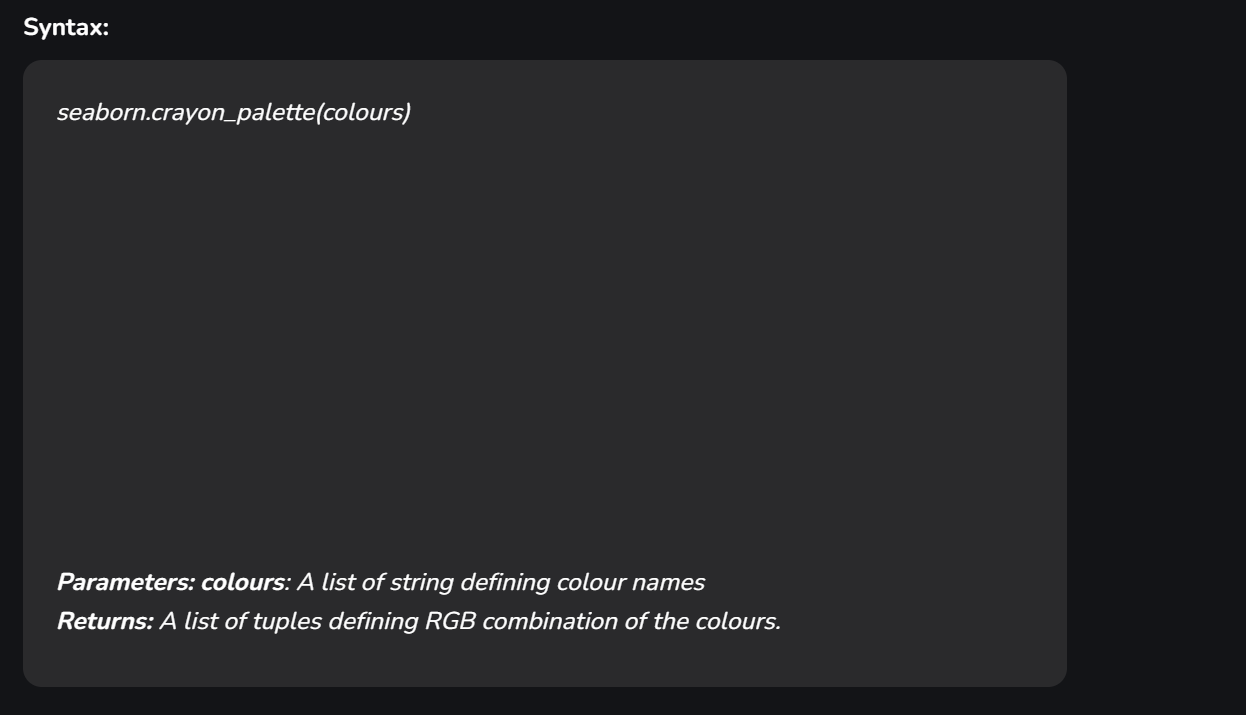 Syntax:
seaborn.crayon_palette(colours)
Parameters: colours: A list of string defining colour names
Returns: A list of tuples defining RGB combination of the colours.